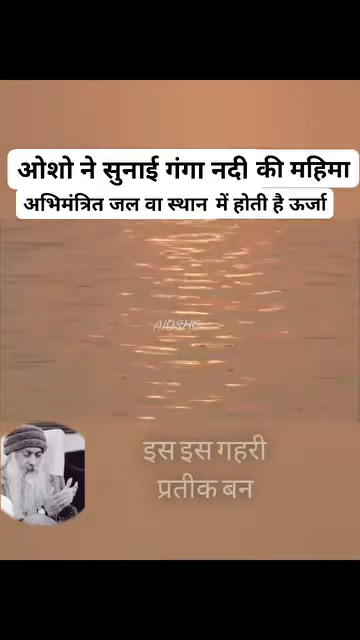 ओशो ने सुनाई गंगा नदी की महिमा
अभिमंत्रित जल वा स्थान में होती है ऊर्जा
इस इस गहरी
प्रतीक बन